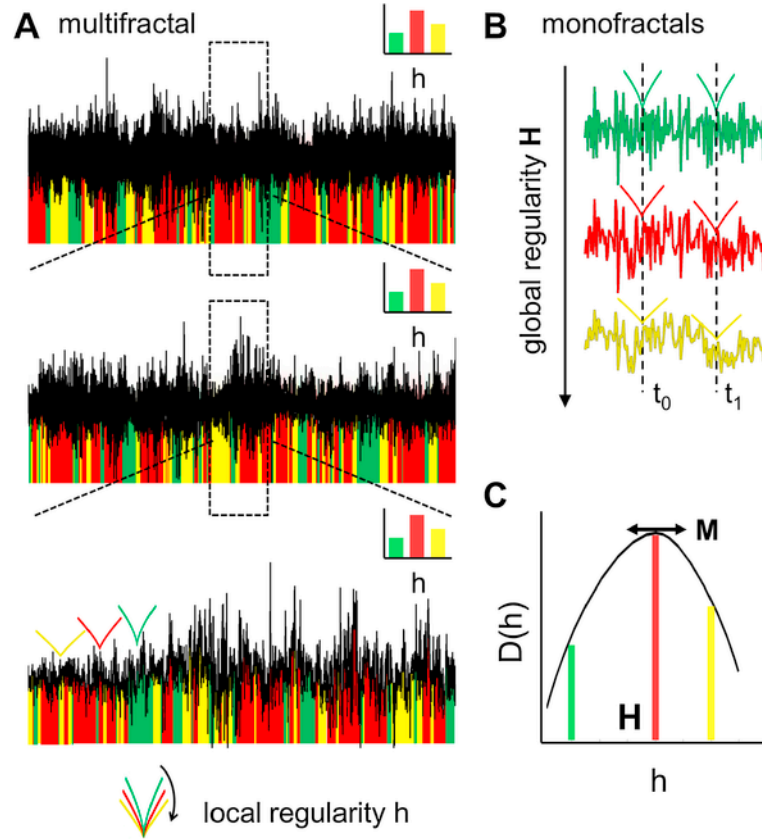 A multifractal
h
h
h
local regularity h
B monofractals
global regularity H
t0 t1
C
M
D(h)
H
h